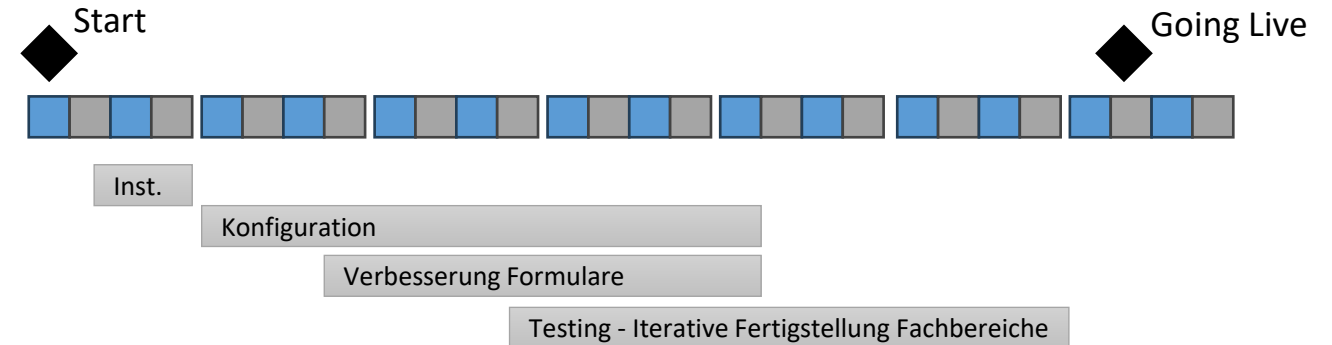 Start
Going Live
Inst.
Konfiguration
Verbesserung Formulare
Testing - Iterative Fertigstellung Fachbereiche